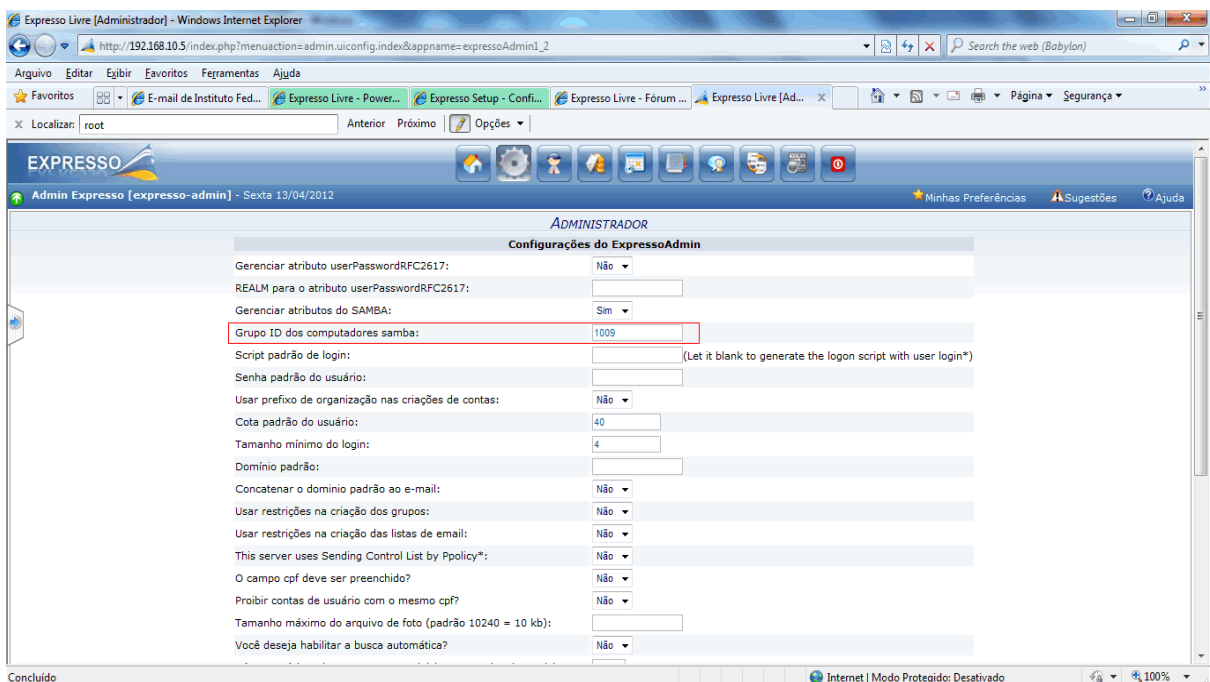 Expresso Livre [Administrador] - Windows Internet Explorer
http://192.168.10.5/index.php?menuaction=admin.uiconfig.index&appname=expressoAdmin1_2
Search the web (Babylon)
Arquivo Editar Exibir Favoritos Ferramentas Ajuda
Favoritos E-mail de Instituto Fed... Expresso Livre - Power... Expresso Setup - Confi... Expresso Livre - Fórum ... Expresso Livre [Ad... X Página Segurança
X Localizar: root Anterior Próximo Opções
EXPRESSO
Admin Expresso [expresso-admin] - Sexta 13/04/2012 Minhas Preferências Sugestões Ajuda
ADMINISTRADOR
Configurações do ExpressoAdmin
Gerenciar atributo userPasswordRFC2617: Não
REALM para o atributo userPasswordRFC2617:
Gerenciar atributos do SAMBA: Sim
Grupo ID dos computadores samba: 1009
Script padrão de login: (Let it blank to generate the logon script with user login*)
Senha padrão do usuário:
Usar prefixo de organização nas criações de contas: Não
Cota padrão do usuário: 40
Tamanho mínimo do login: 4
Domínio padrão:
Concatenar o dominio padrão ao e-mail: Não
Usar restrições na criação dos grupos: Não
Usar restrições na criação das listas de email: Não
This server uses Sending Control List by Ppolicy*: Não
O campo cpf deve ser preenchido? Não
Proibir contas de usuário com o mesmo cpf? Não
Tamanho máximo do arquivo de foto (padrão 10240 = 10 kb):
Você deseja habilitar a busca automática? Não
Concluído Internet | Modo Protegido: Desativado 100%